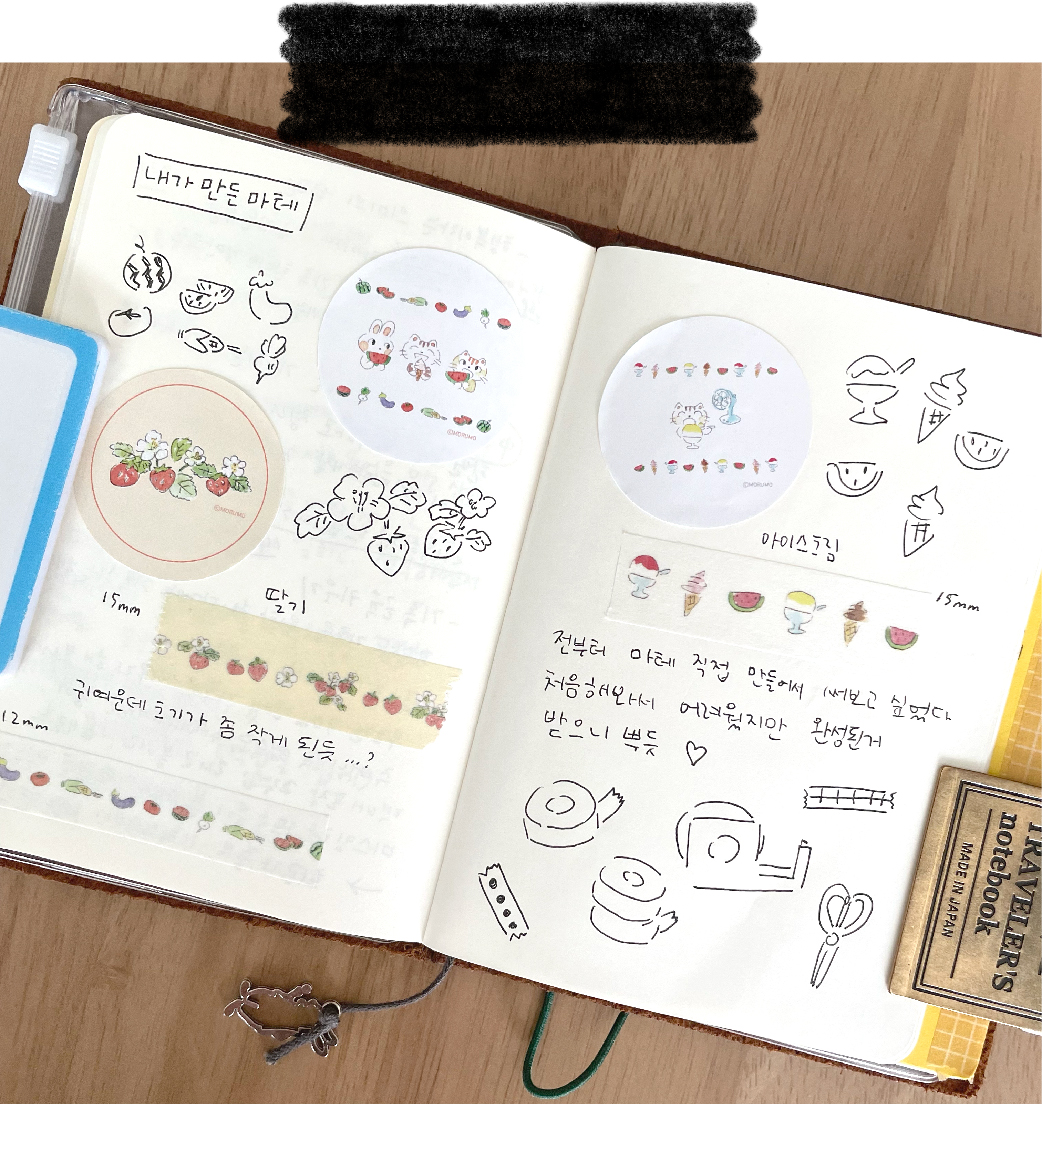 내가 만든 마테
©MORUMO
©MORUMO
15mm
딸기
귀여운데 크기가 좀 작게 된듯 ...?
12mm
©MORUMO
아이스크림
15mm
전부터 마테 직접 만들어서 써보고 싶었다
처음해봐서 어려웠지만 완성된거
받으니 뿌듯 ♡
TRAVELER'S
notebook
MADE IN JAPAN